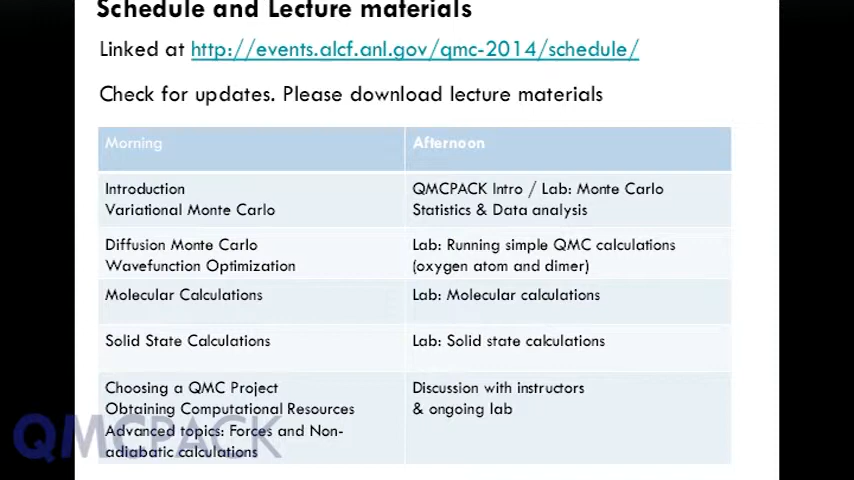 Schedule and Lecture materials
Linked at http://events.alcf.anl.gov/qmc-2014/schedule/
Check for updates. Please download lecture materials
Morning
Afternoon
Introduction
Variational Monte Carlo
QMCPACK Intro / Lab: Monte Carlo
Statistics & Data analysis
Diffusion Monte Carlo
Wavefunction Optimization
Lab: Running simple QMC calculations
(oxygen atom and dimer)
Molecular Calculations
Lab: Molecular calculations
Solid State Calculations
Lab: Solid state calculations
Choosing a QMC Project
Obtaining Computational Resources
Advanced topics: Forces and Non-
adiabatic calculations
Discussion with instructors
& ongoing lab
QMCPACK